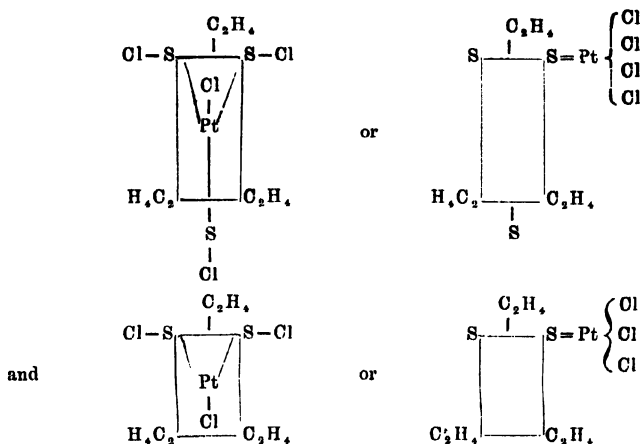 C₂H₄ Cl
Cl—S S—Cl S C₂H₄ S=Pt Cl
Cl Cl
Pt or Cl
H₄C₂ C₂H₄ H₄C₂ C₂H₄
S S
Cl
C₂H₄ Cl
Cl—S S—Cl S C₂H₄ S=Pt Cl
and Pt or Cl
Cl
H₄C₂ C₂H₄ C₂H₄ C₂H₄